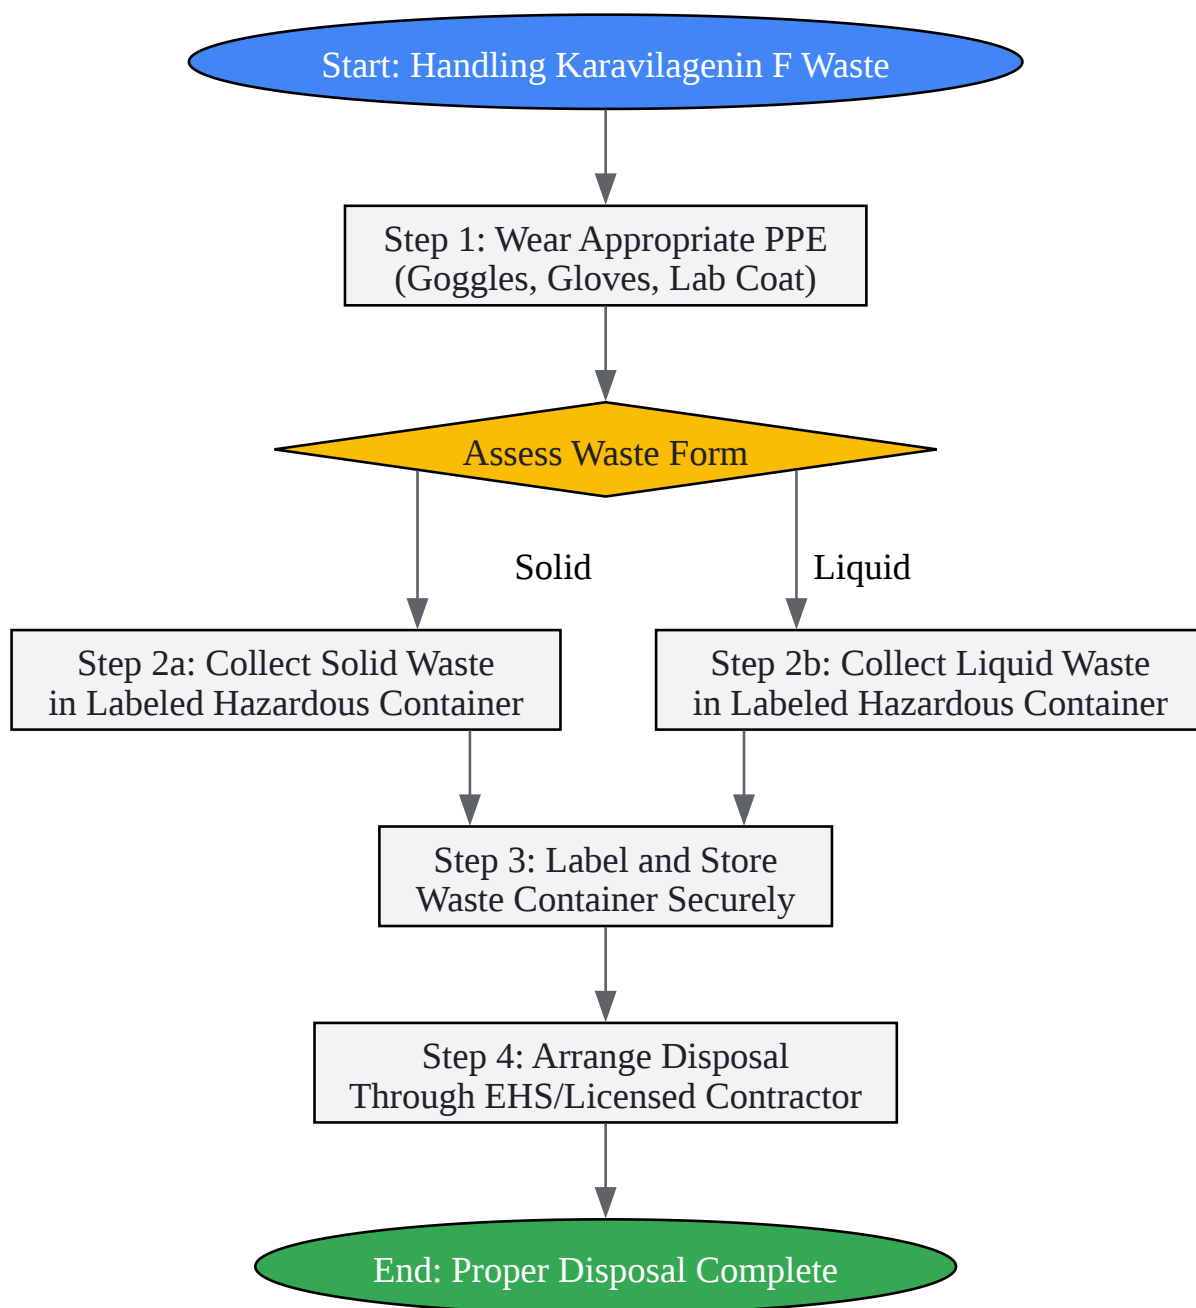 Start: Handling Karavilagenin F Waste
Step 1: Wear Appropriate PPE
(Goggles, Gloves, Lab Coat)
Assess Waste Form
Solid
Liquid
Step 2a: Collect Solid Waste
in Labeled Hazardous Container
Step 2b: Collect Liquid Waste
in Labeled Hazardous Container
Step 3: Label and Store
Waste Container Securely
Step 4: Arrange Disposal
Through EHS/Licensed Contractor
End: Proper Disposal Complete